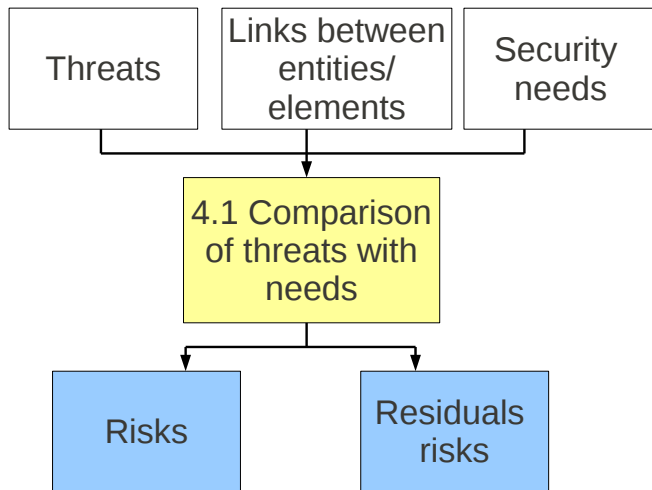 Threats
Links between
entities/
elements
Security
needs
4.1 Comparison
of threats with
needs
Risks
Residuals
risks